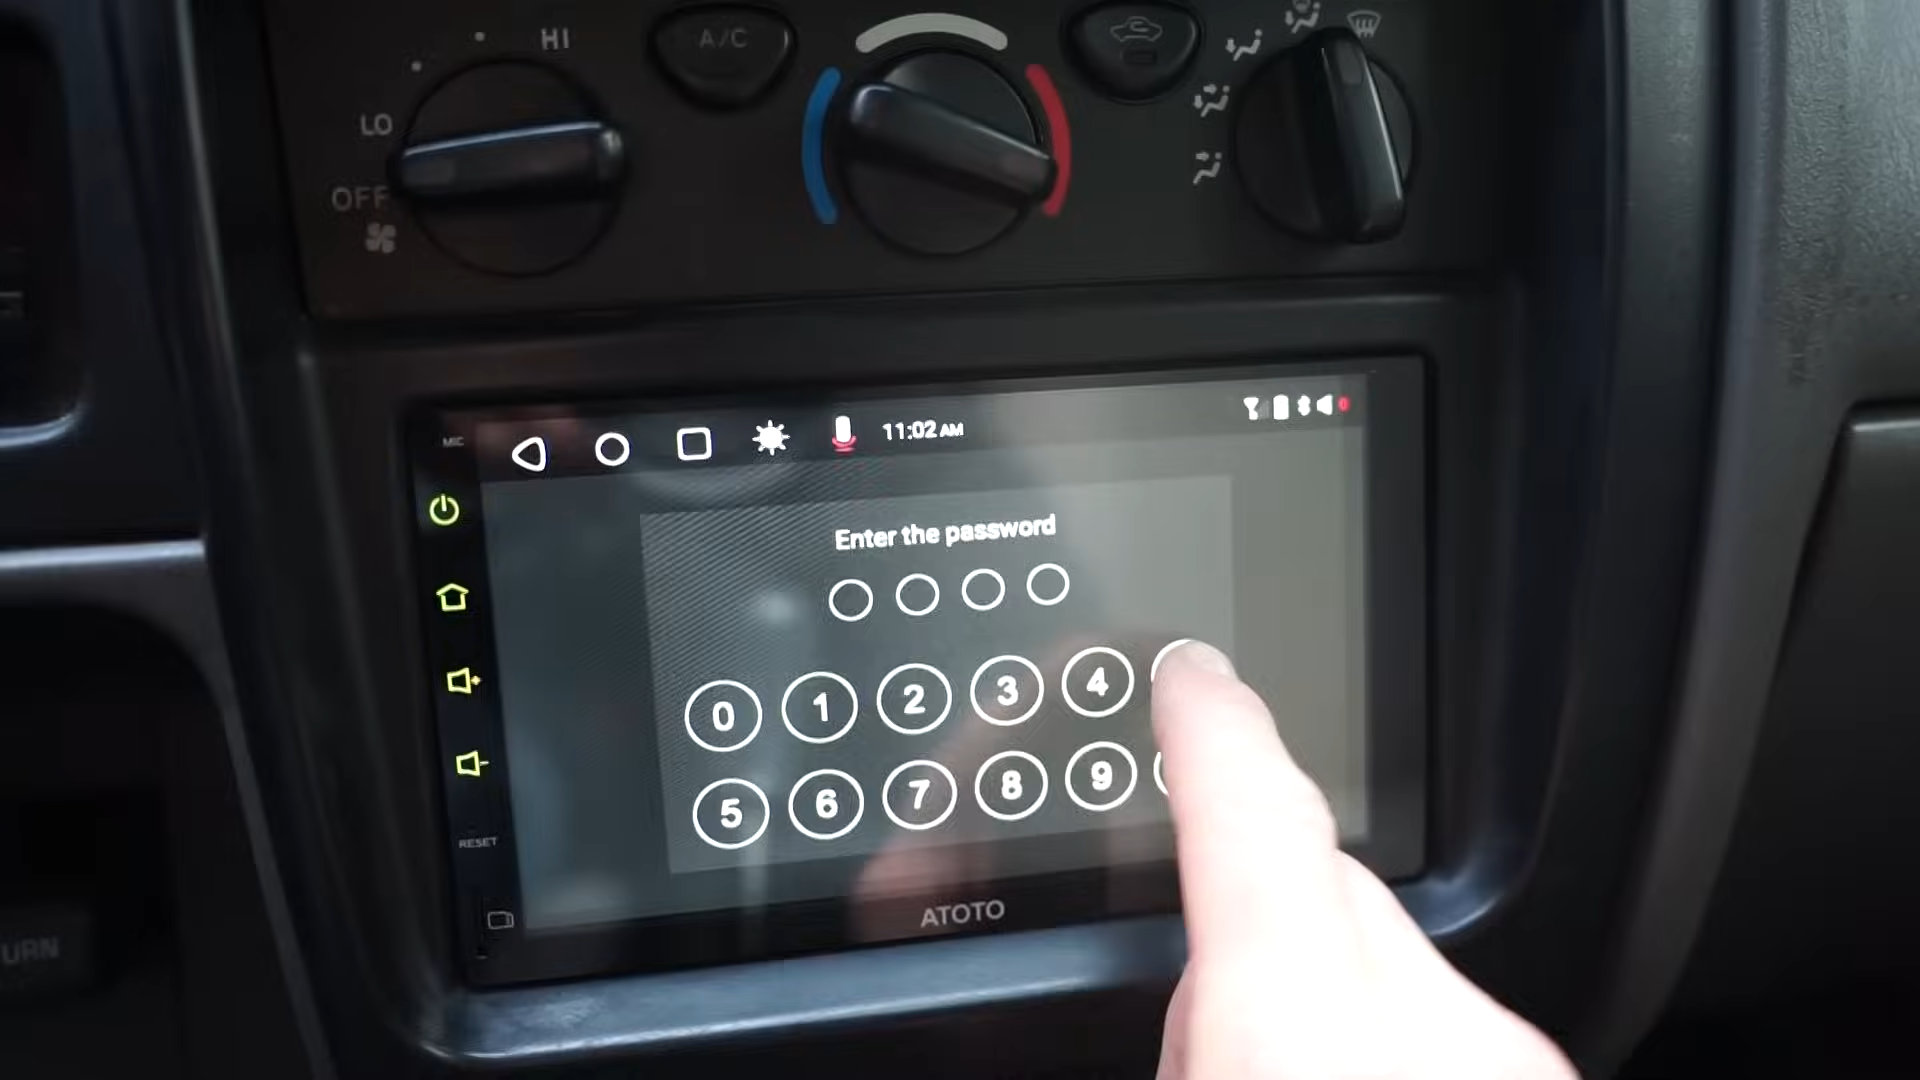 HI
A/C
LO
OFF
MIC
11:02 AM
Enter the password
0 1 2 3 4
5 6 7 8 9
RESET
ATOTO
URN